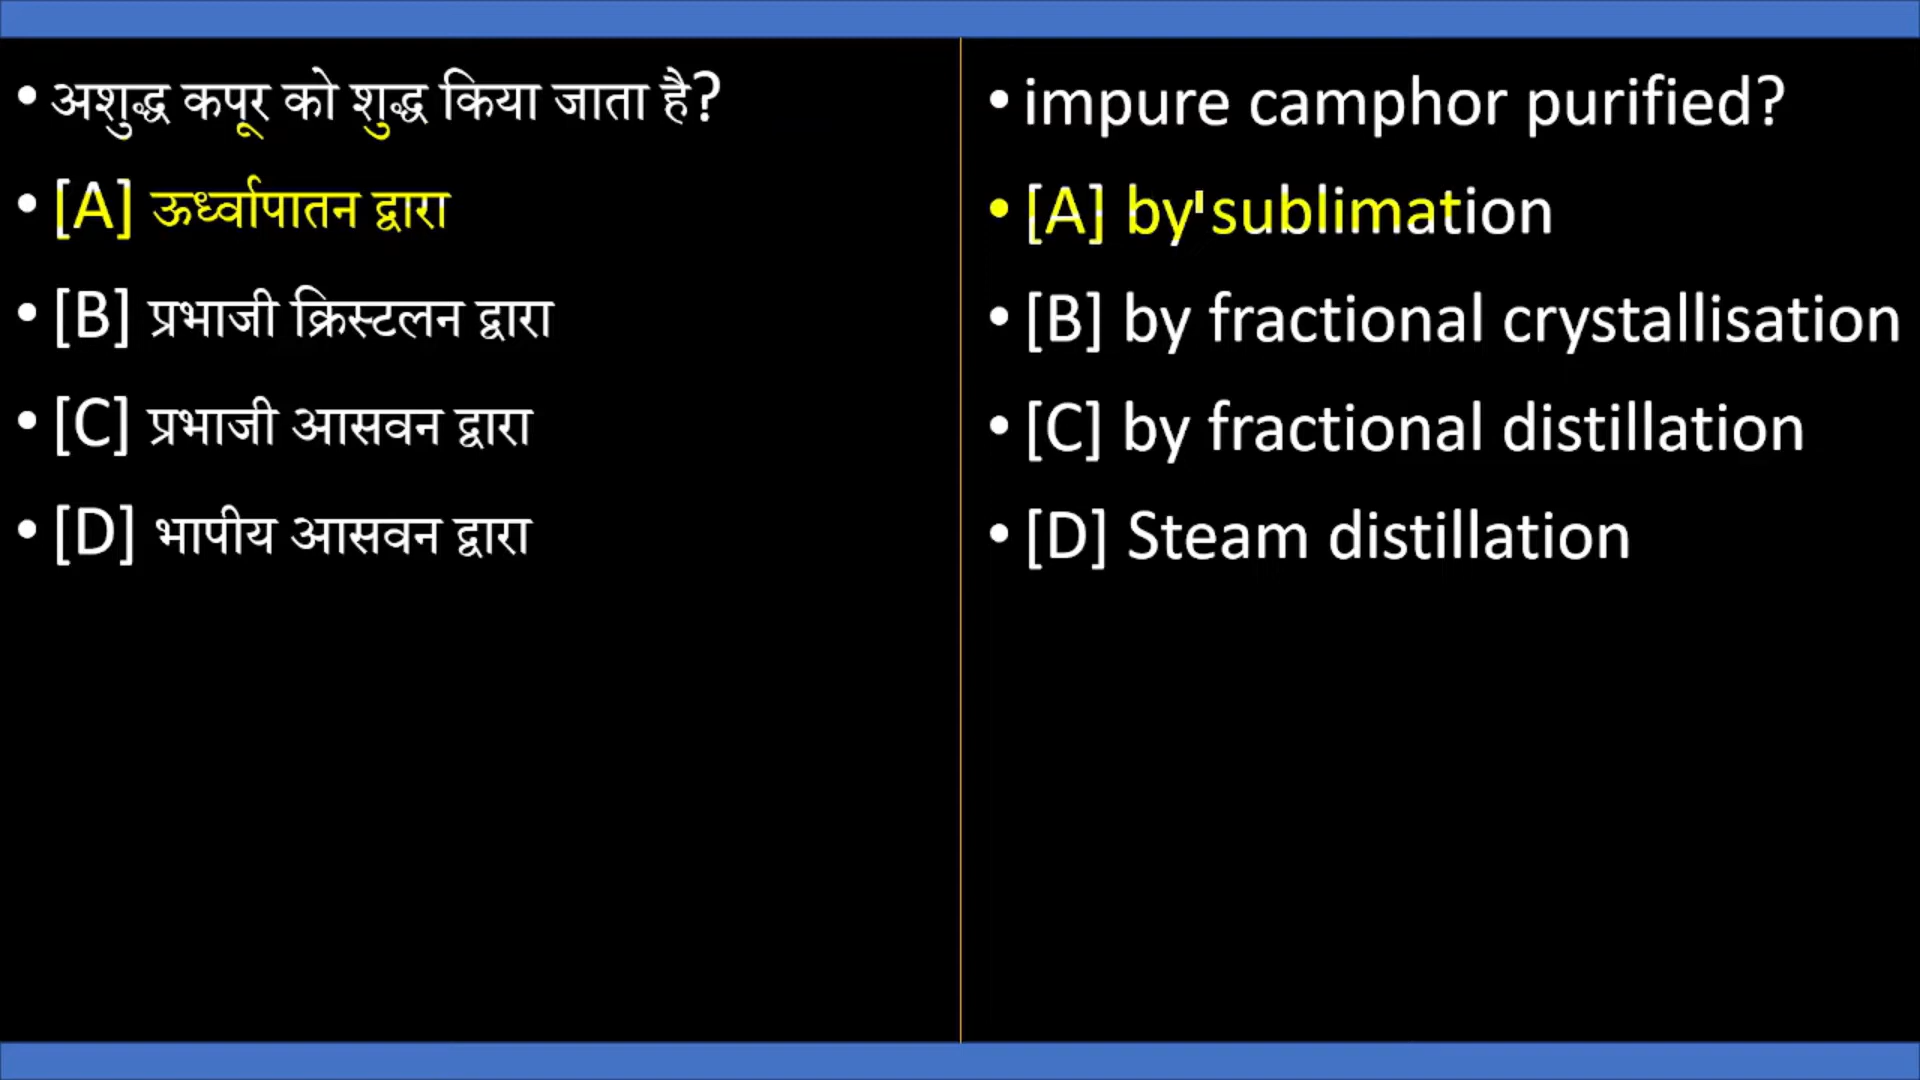 • अशुद्ध कपूर को शुद्ध किया जाता है?
• [A] ऊर्ध्वापातन द्वारा
• [B] प्रभाजी क्रिस्टलन द्वारा
• [C] प्रभाजी आसवन द्वारा
• [D] भापीय आसवन द्वारा
• impure camphor purified?
• [A] by sublimation
• [B] by fractional crystallisation
• [C] by fractional distillation
• [D] Steam distillation